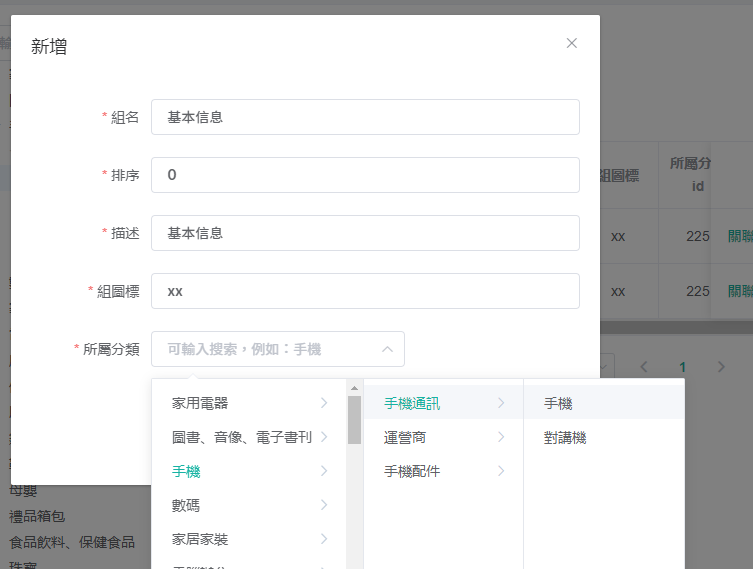 新增
* 組名 基本信息
* 排序 0
* 描述 基本信息
* 組圖標 xx
* 所屬分類 可輸入搜索，例如：手機
家用電器
圖書、音像、電子書刊
手機
數碼
家居家裝
手機通訊
運營商
手機配件
手機
對講機
組圖標
所屬分
id
xx 225 關聯
xx 225 關聯
1
母嬰
禮品箱包
食品飲料、保健食品
珠寶